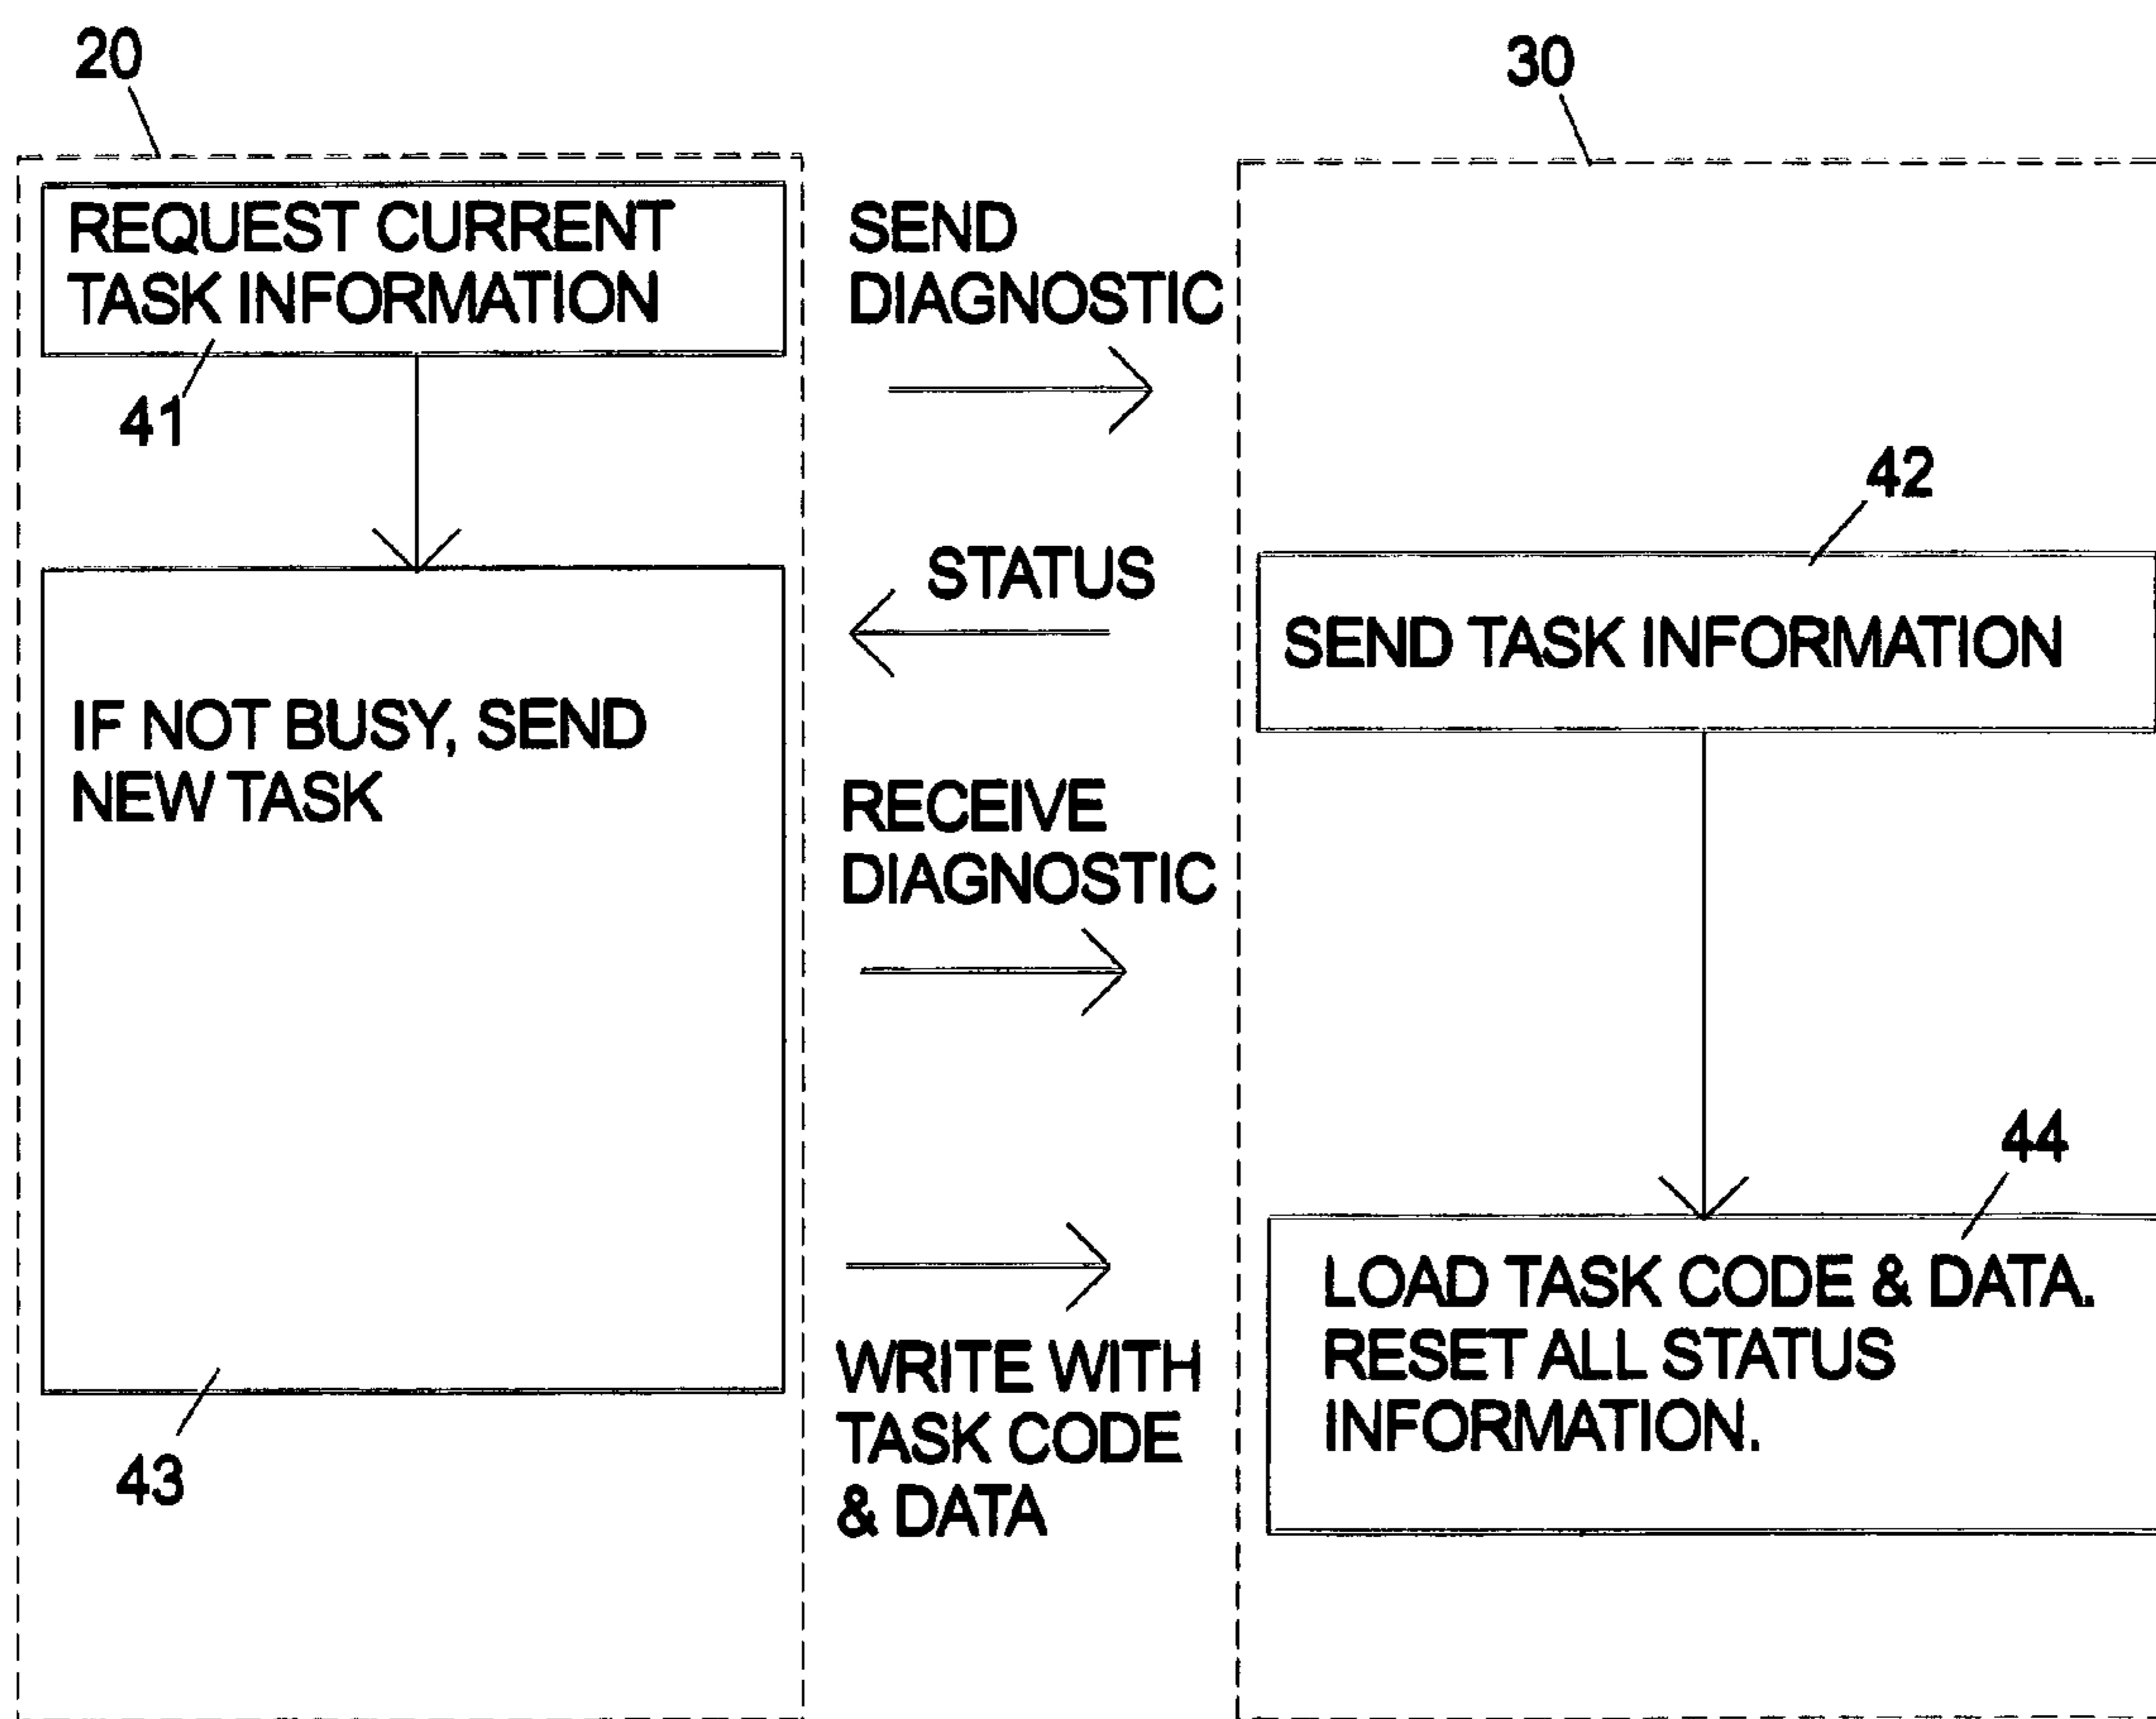 20
30
REQUEST CURRENT
TASK INFORMATION
41
SEND
DIAGNOSTIC
42
STATUS
SEND TASK INFORMATION
IF NOT BUSY, SEND
NEW TASK
43
RECEIVE
DIAGNOSTIC
WRITE WITH
TASK CODE
& DATA
44
LOAD TASK CODE & DATA.
RESET ALL STATUS
INFORMATION.